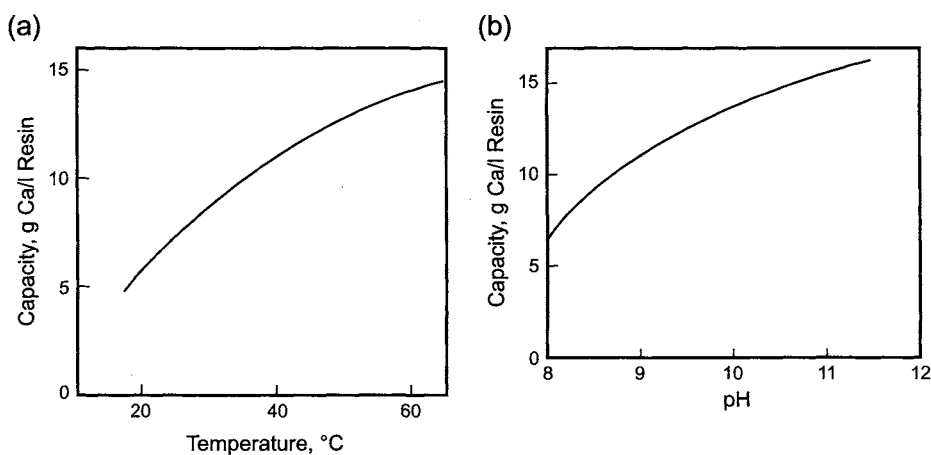 (a)
Capacity, g Ca/l Resin
15
10
5
0
20 40 60
Temperature, °C
(b)
Capacity, g Ca/l Resin
15
10
5
0
8 9 10 11 12
pH